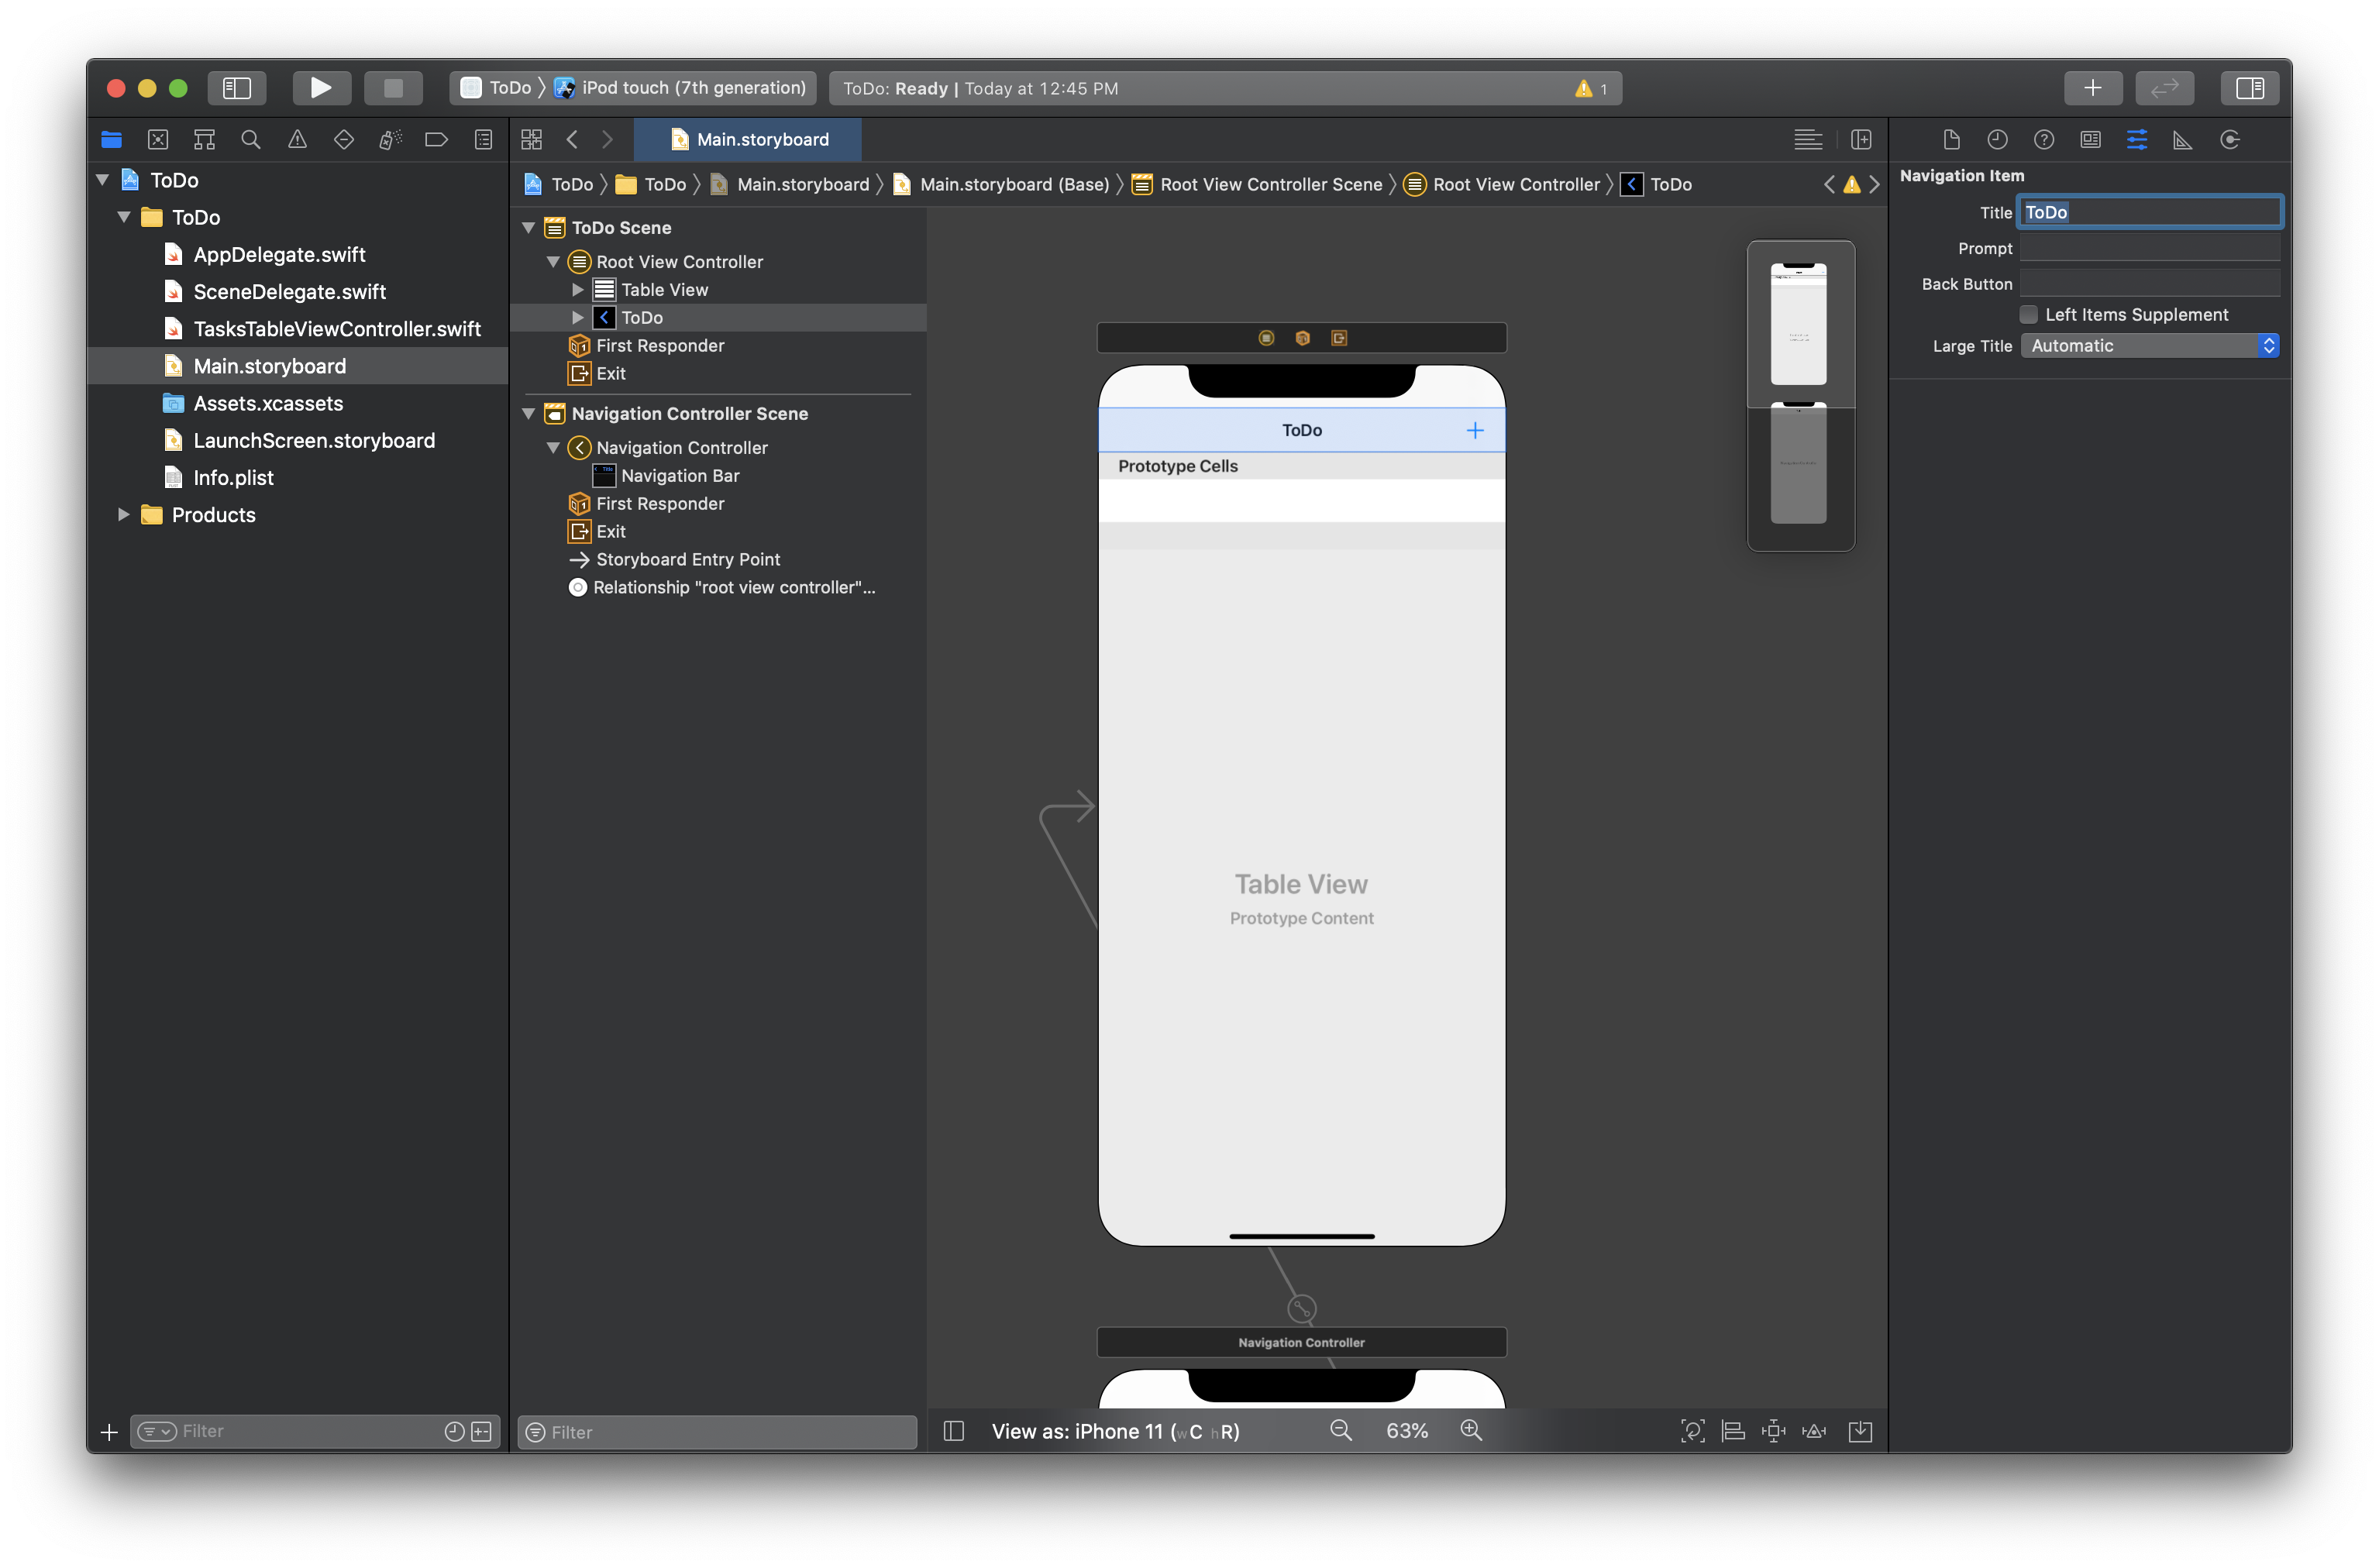 ToDo 〉 iPod touch (7th generation)
ToDo: Ready | Today at 12:45 PM
1
Main.storyboard
ToDo
ToDo
AppDelegate.swift
SceneDelegate.swift
TasksTableViewController.swift
Main.storyboard
Assets.xcassets
LaunchScreen.storyboard
Info.plist
Products
Filter
ToDo 〉 ToDo 〉 Main.storyboard 〉 Main.storyboard (Base) 〉 Root View Controller Scene 〉 Root View Controller 〉 ToDo
ToDo Scene
Root View Controller
Table View
ToDo
First Responder
Exit
Navigation Controller Scene
Navigation Controller
Navigation Bar
First Responder
Exit
Storyboard Entry Point
Relationship "root view controller"...
Filter
ToDo
Prototype Cells
Table View
Prototype Content
Navigation Controller
View as: iPhone 11 (wC hR)
63%
Navigation Item
Title ToDo
Prompt
Back Button
Left Items Supplement
Large Title Automatic